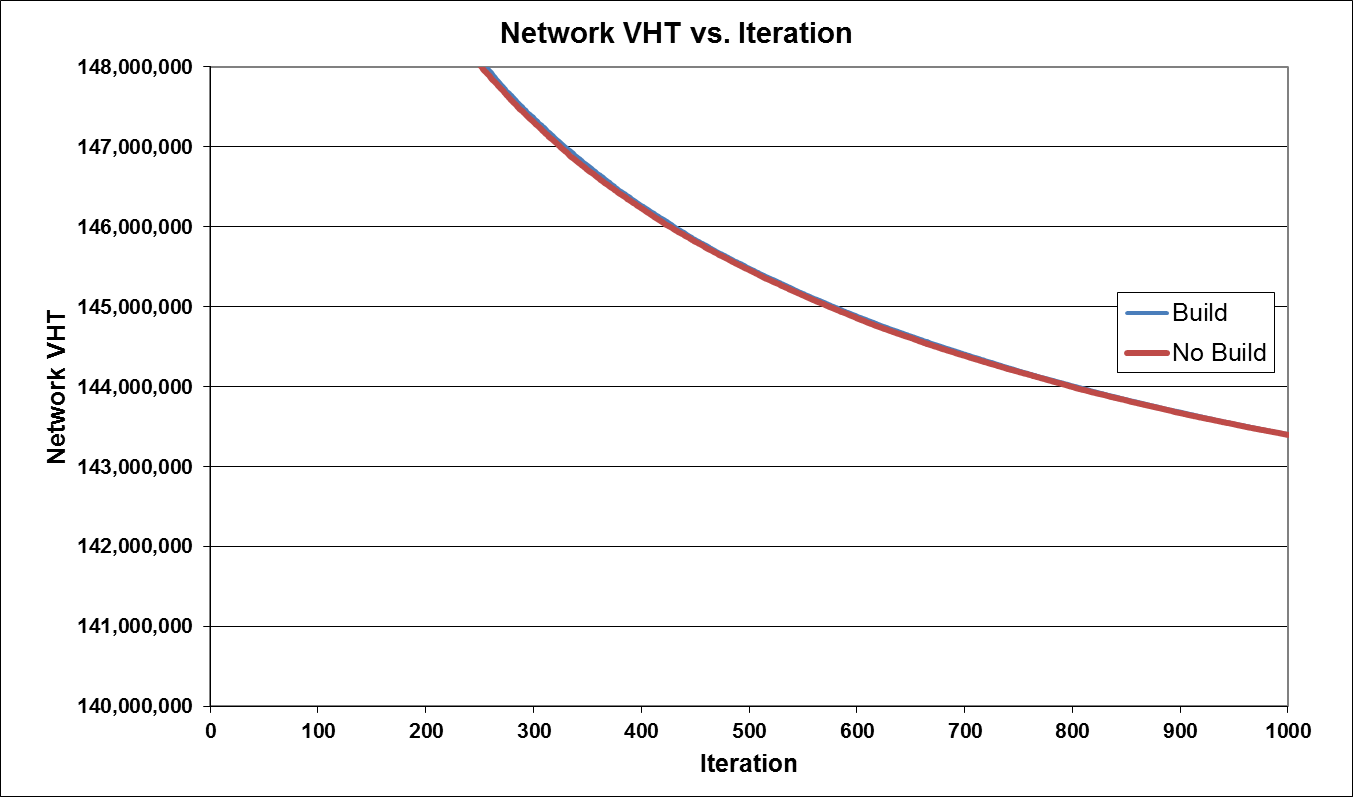 Network VHT vs. Iteration
148,000,000
147,000,000
146,000,000
145,000,000
144,000,000
143,000,000
142,000,000
141,000,000
140,000,000
Network VHT
Build
No Build
0 100 200 300 400 500 600 700 800 900 1000
Iteration